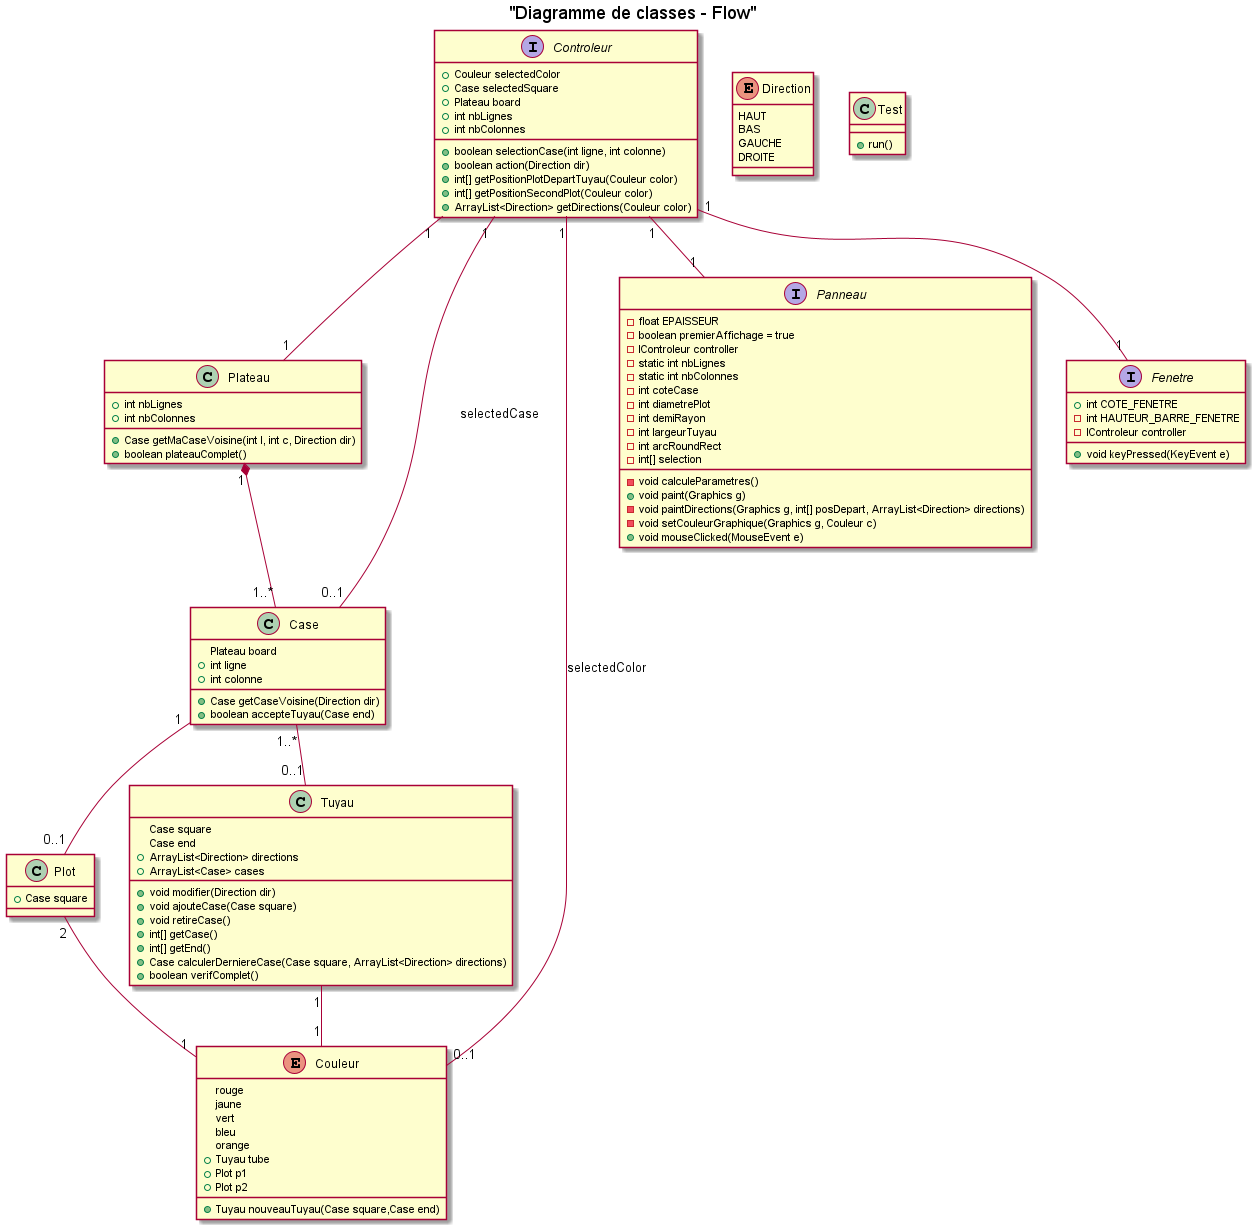 "Diagramme de classes - Flow"
I Controleur
Couleur selectedColor
Case selectedSquare
Plateau board
int nbLignes
int nbColonnes
boolean selectionCase(int ligne, int colonne)
boolean action(Direction dir)
int[] getPositionPlotDepartTuyau(Couleur color)
int[] getPositionSecondPlot(Couleur color)
ArrayList<Direction> getDirections(Couleur color)
E Direction
HAUT
BAS
GAUCHE
DROITE
C Test
run()
1
1
1
1
1
1
1
1
selectedCase
0..1
selectedColor
0..1
I Panneau
float EPAISSEUR
boolean premierAffichage = true
IControleur controller
static int nbLignes
static int nbColonnes
int coteCase
int diametrePlot
int demiRayon
int largeurTuyau
int arcRoundRect
int[] selection
void calculeParametres()
void paint(Graphics g)
void paintDirections(Graphics g, int[] posDepart, ArrayList<Direction> directions)
void setCouleurGraphique(Graphics g, Couleur c)
void mouseClicked(MouseEvent e)
I Fenetre
int COTE_FENETRE
int HAUTEUR_BARRE_FENETRE
IControleur controller
void keyPressed(KeyEvent e)
C Plateau
int nbLignes
int nbColonnes
Case getMaCaseVoisine(int l, int c, Direction dir)
boolean plateauComplet()
1
1..*
C Case
Plateau board
int ligne
int colonne
Case getCaseVoisine(Direction dir)
boolean accepteTuyau(Case end)
1
0..1
1..*
0..1
C Tuyau
Case square
Case end
ArrayList<Direction> directions
ArrayList<Case> cases
void modifier(Direction dir)
void ajouteCase(Case square)
void retireCase()
int[] getCase()
int[] getEnd()
Case calculerDerniereCase(Case square, ArrayList<Direction> directions)
boolean verifComplet()
C Plot
Case square
2
1
1
1
E Couleur
rouge
jaune
vert
bleu
orange
Tuyau tube
Plot p1
Plot p2
Tuyau nouveauTuyau(Case square,Case end)